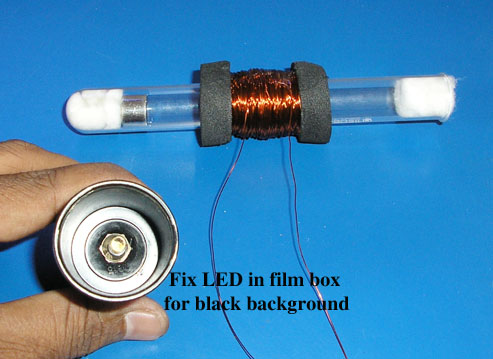 Fix LED in film box
for black background